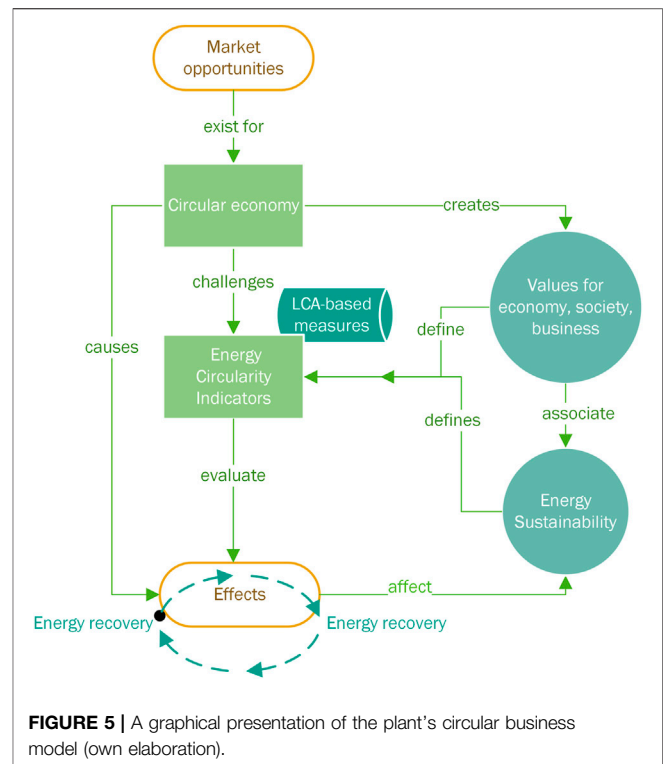 Market
opportunities
exist for
Circular economy
creates
challenges
LCA-based
measures
Values for
economy, society,
business
define
causes
Energy
Circularity
Indicators
defines
associate
evaluate
Energy
Sustainability
Effects
affect
Energy recovery
Energy recovery
FIGURE 5 | A graphical presentation of the plant's circular business
model (own elaboration).